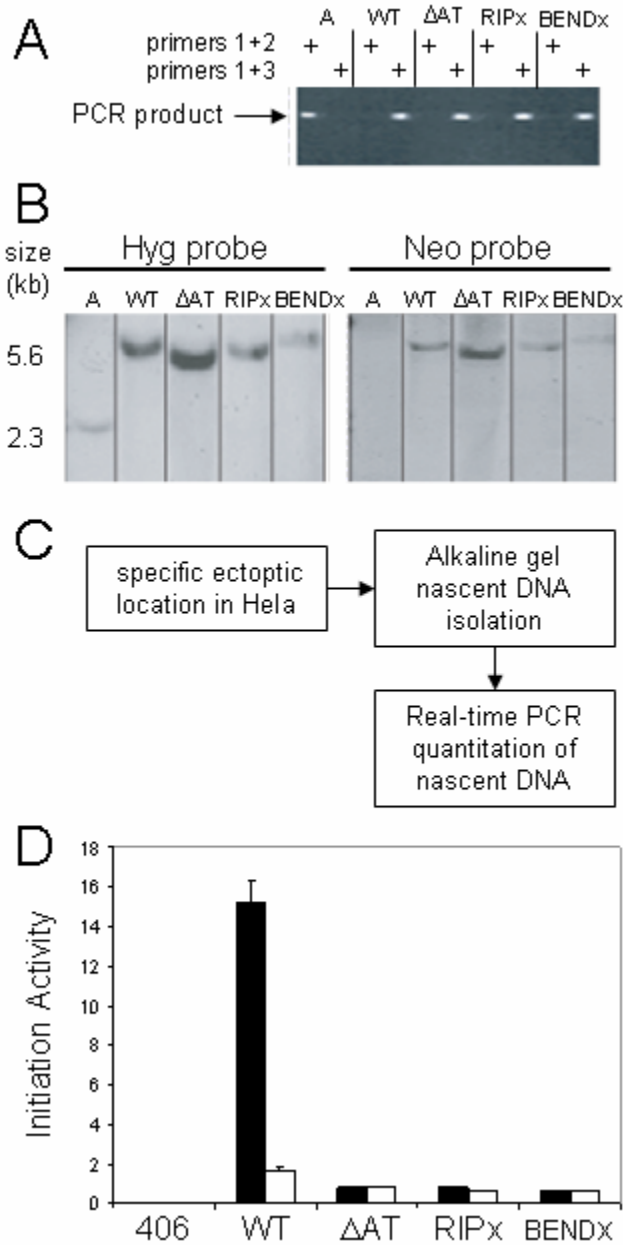 A
A WT ΔAT RIPx BENDx
primers 1+2 + + + + +
primers 1+3 + + + + +
PCR product
B
size
(kb)
Hyg probe Neo probe
A WT ΔAT RIPx BENDx A WT ΔAT RIPx BENDx
5.6
2.3
C
specific ectoptic
location in Hela
Alkaline gel
nascent DNA
isolation
Real-time PCR
quantitation of
nascent DNA
D
Initiation Activity
18
16
14
12
10
8
6
4
2
0
406 WT ΔAT RIPx BENDx